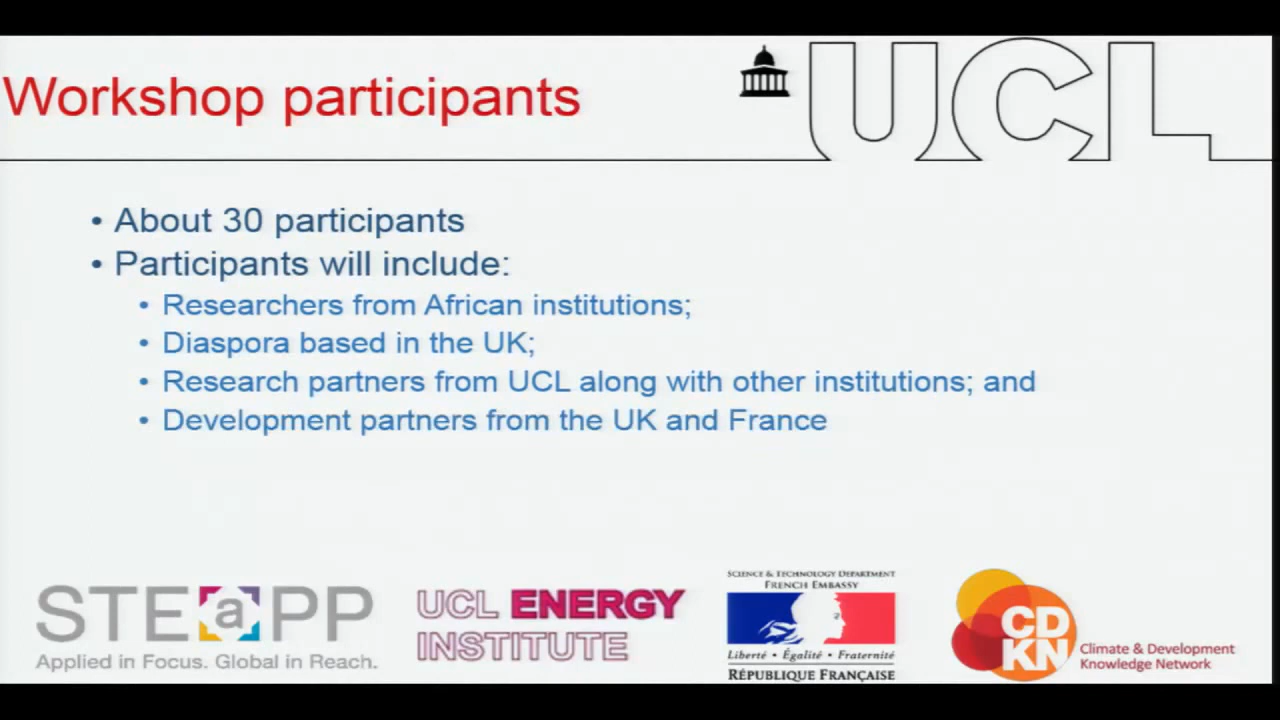 Workshop participants
UCL
• About 30 participants
• Participants will include:
• Researchers from African institutions;
• Diaspora based in the UK;
• Research partners from UCL along with other institutions; and
• Development partners from the UK and France
STEaPP
Applied in Focus. Global in Reach.
UCL ENERGY
INSTITUTE
SCIENCE & TECHNOLOGY DEPARTMENT
FRENCH EMBASSY
Liberté • Égalité • Fraternité
RÉPUBLIQUE FRANÇAISE
CD
KN
Climate & Development
Knowledge Network